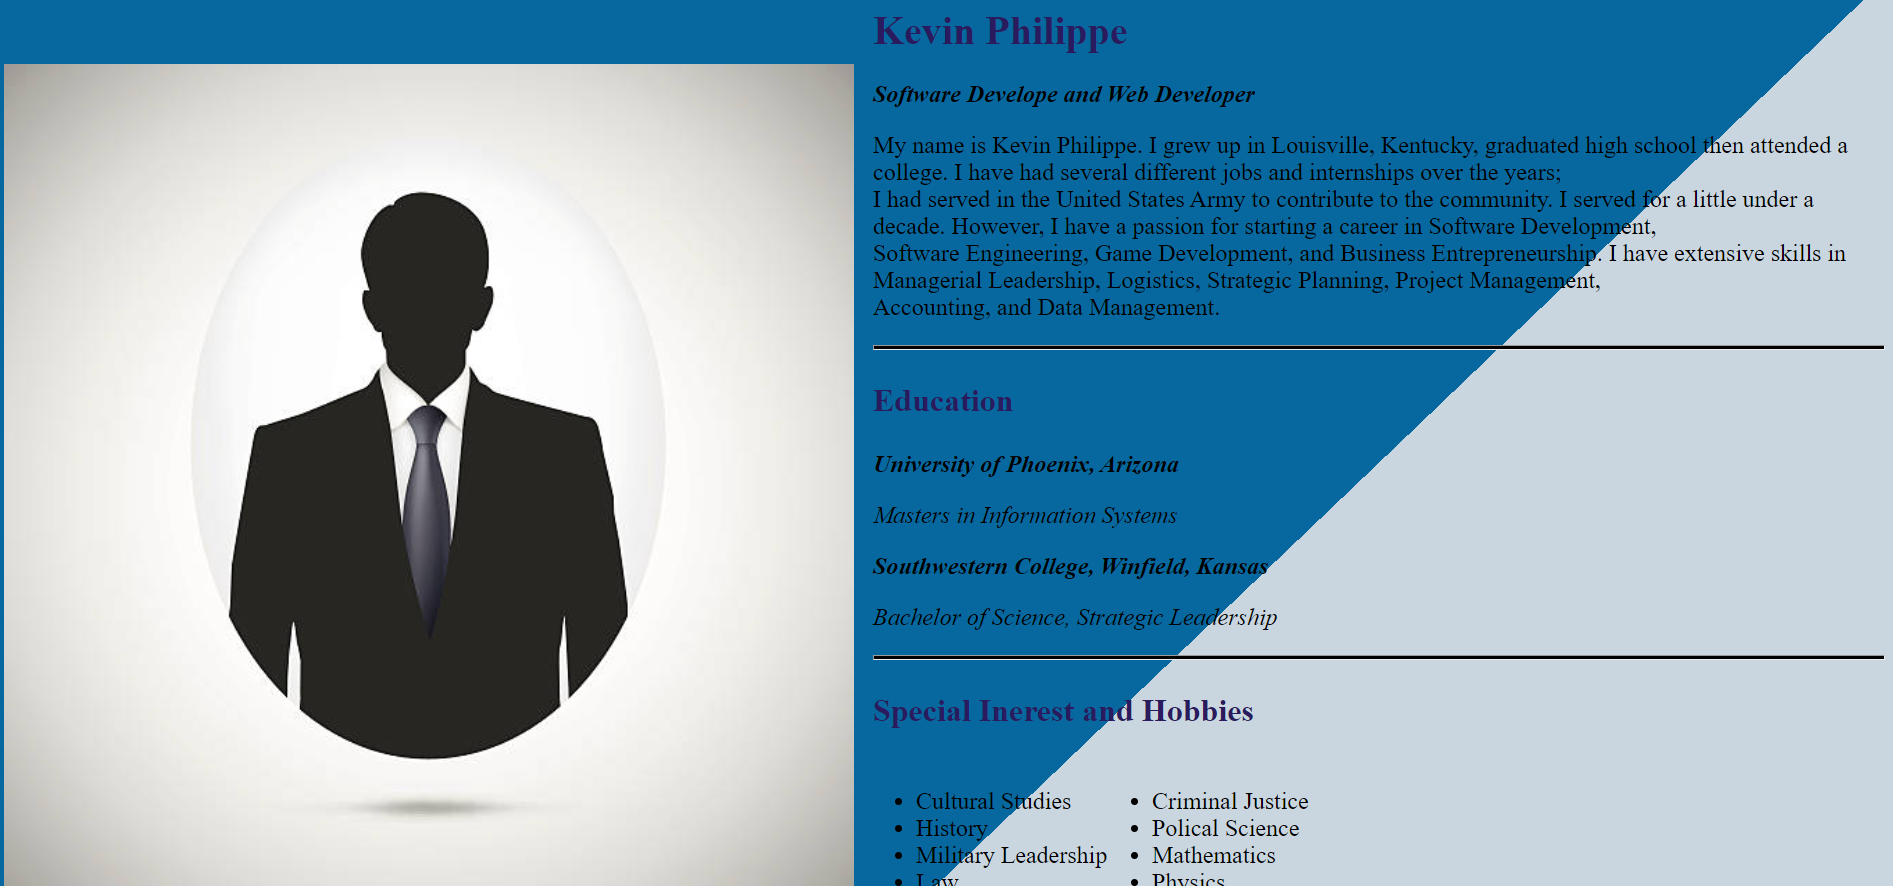 Kevin Philippe
Software Develope and Web Developer
My name is Kevin Philippe. I grew up in Louisville, Kentucky, graduated high school then attended a
college. I have had several different jobs and internships over the years;
I had served in the United States Army to contribute to the community. I served for a little under a
decade. However, I have a passion for starting a career in Software Development,
Software Engineering, Game Development, and Business Entrepreneurship. I have extensive skills in
Managerial Leadership, Logistics, Strategic Planning, Project Management,
Accounting, and Data Management.
Education
University of Phoenix, Arizona
Masters in Information Systems
Southwestern College, Winfield, Kansas
Bachelor of Science, Strategic Leadership
Special Inerest and Hobbies
• Cultural Studies
• History
• Military Leadership
• Law
• Criminal Justice
• Polical Science
• Mathematics
• Physics